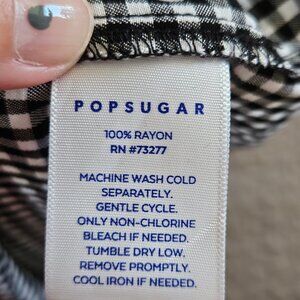 POPSUGAR
100% RAYON
RN #73277
MACHINE WASH COLD
SEPARATELY.
GENTLE CYCLE.
ONLY NON-CHLORINE
BLEACH IF NEEDED.
TUMBLE DRY LOW.
REMOVE PROMPTLY.
COOL IRON IF NEEDED.